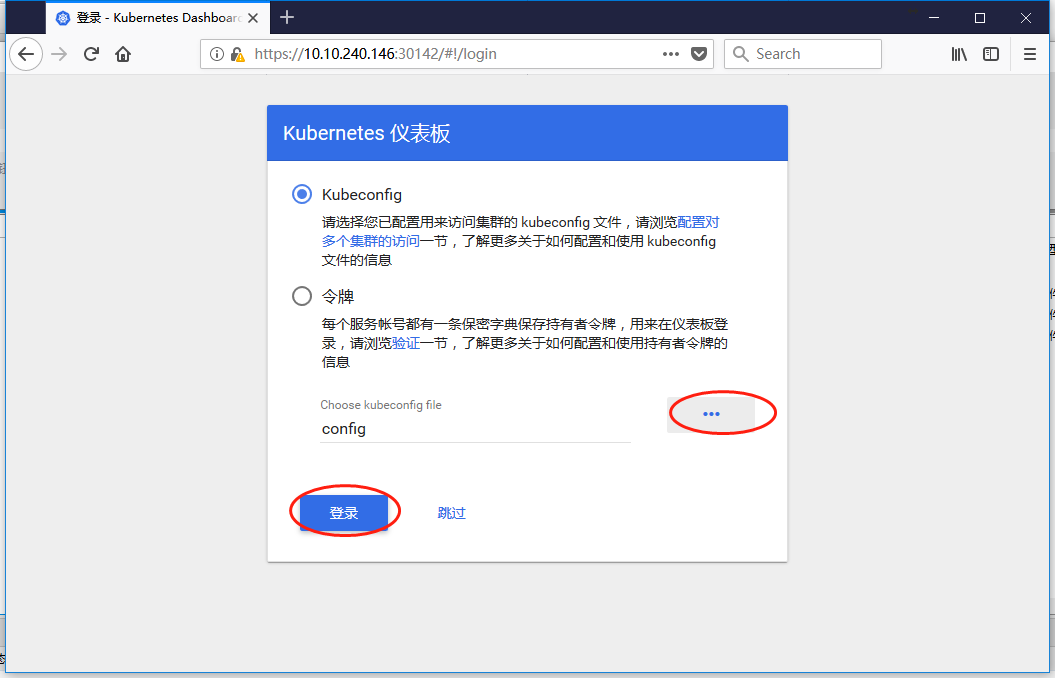 登录 - Kubernetes Dashboard
https://10.10.240.146:30142/#!/login
Search
Kubernetes 仪表板
Kubeconfig
请选择您已配置用来访问集群的 kubeconfig 文件，请浏览配置对
多个集群的访问一节，了解更多关于如何配置和使用 kubeconfig
文件的信息
令牌
每个服务帐号都有一条保密字典保存持有者令牌，用来在仪表板登
录，请浏览验证一节，了解更多关于如何配置和使用持有者令牌的
信息
Choose kubeconfig file
config
登录
跳过